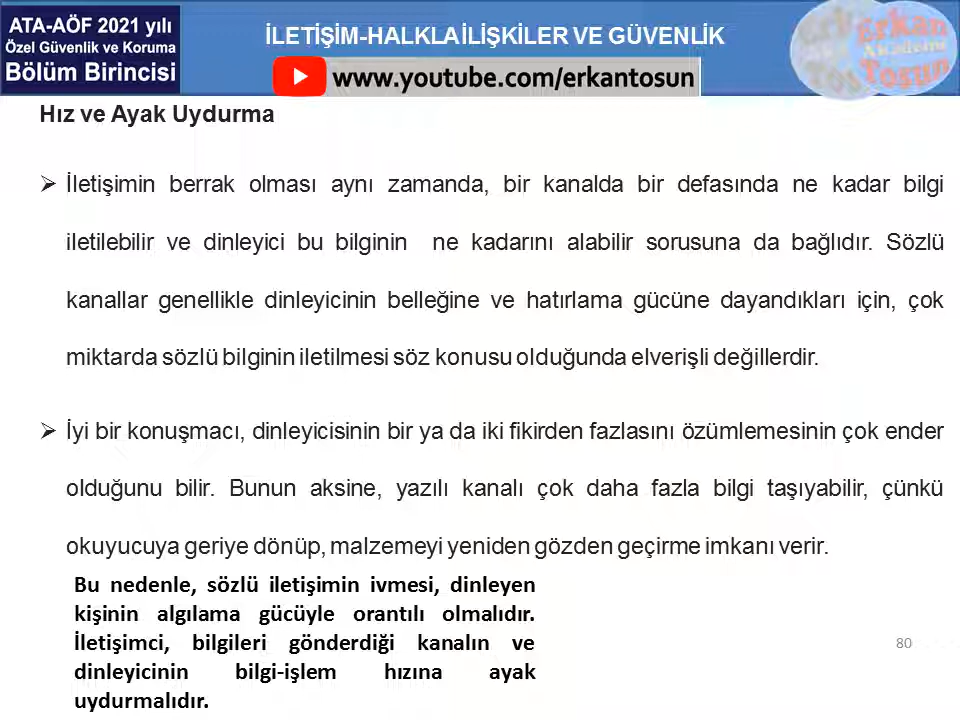 ATA-AÖF 2021 yılı
Özel Güvenlik ve Koruma
Bölüm Birincisi
İLETİŞİM-HALKLA İLİŞKİLER VE GÜVENLİK
www.youtube.com/erkantosun
Erkan
Akademi
Tosun
Hız ve Ayak Uydurma
➢ İletişimin berrak olması aynı zamanda, bir kanalda bir defasında ne kadar bilgi
iletilebilir ve dinleyici bu bilginin ne kadarını alabilir sorusuna da bağlıdır. Sözlü
kanallar genellikle dinleyicinin belleğine ve hatırlama gücüne dayandıkları için, çok
miktarda sözlü bilginin iletilmesi söz konusu olduğunda elverişli değillerdir.
➢ İyi bir konuşmacı, dinleyicisinin bir ya da iki fikirden fazlasını özümlemesinin çok ender
olduğunu bilir. Bunun aksine, yazılı kanalı çok daha fazla bilgi taşıyabilir, çünkü
okuyucuya geriye dönüp, malzemeyi yeniden gözden geçirme imkanı verir.
Bu nedenle, sözlü iletişimin ivmesi, dinleyen
kişinin algılama gücüyle orantılı olmalıdır.
İletişimci, bilgileri gönderdiği kanalın ve
dinleyicinin bilgi-işlem hızına ayak
uydurmalıdır.
80